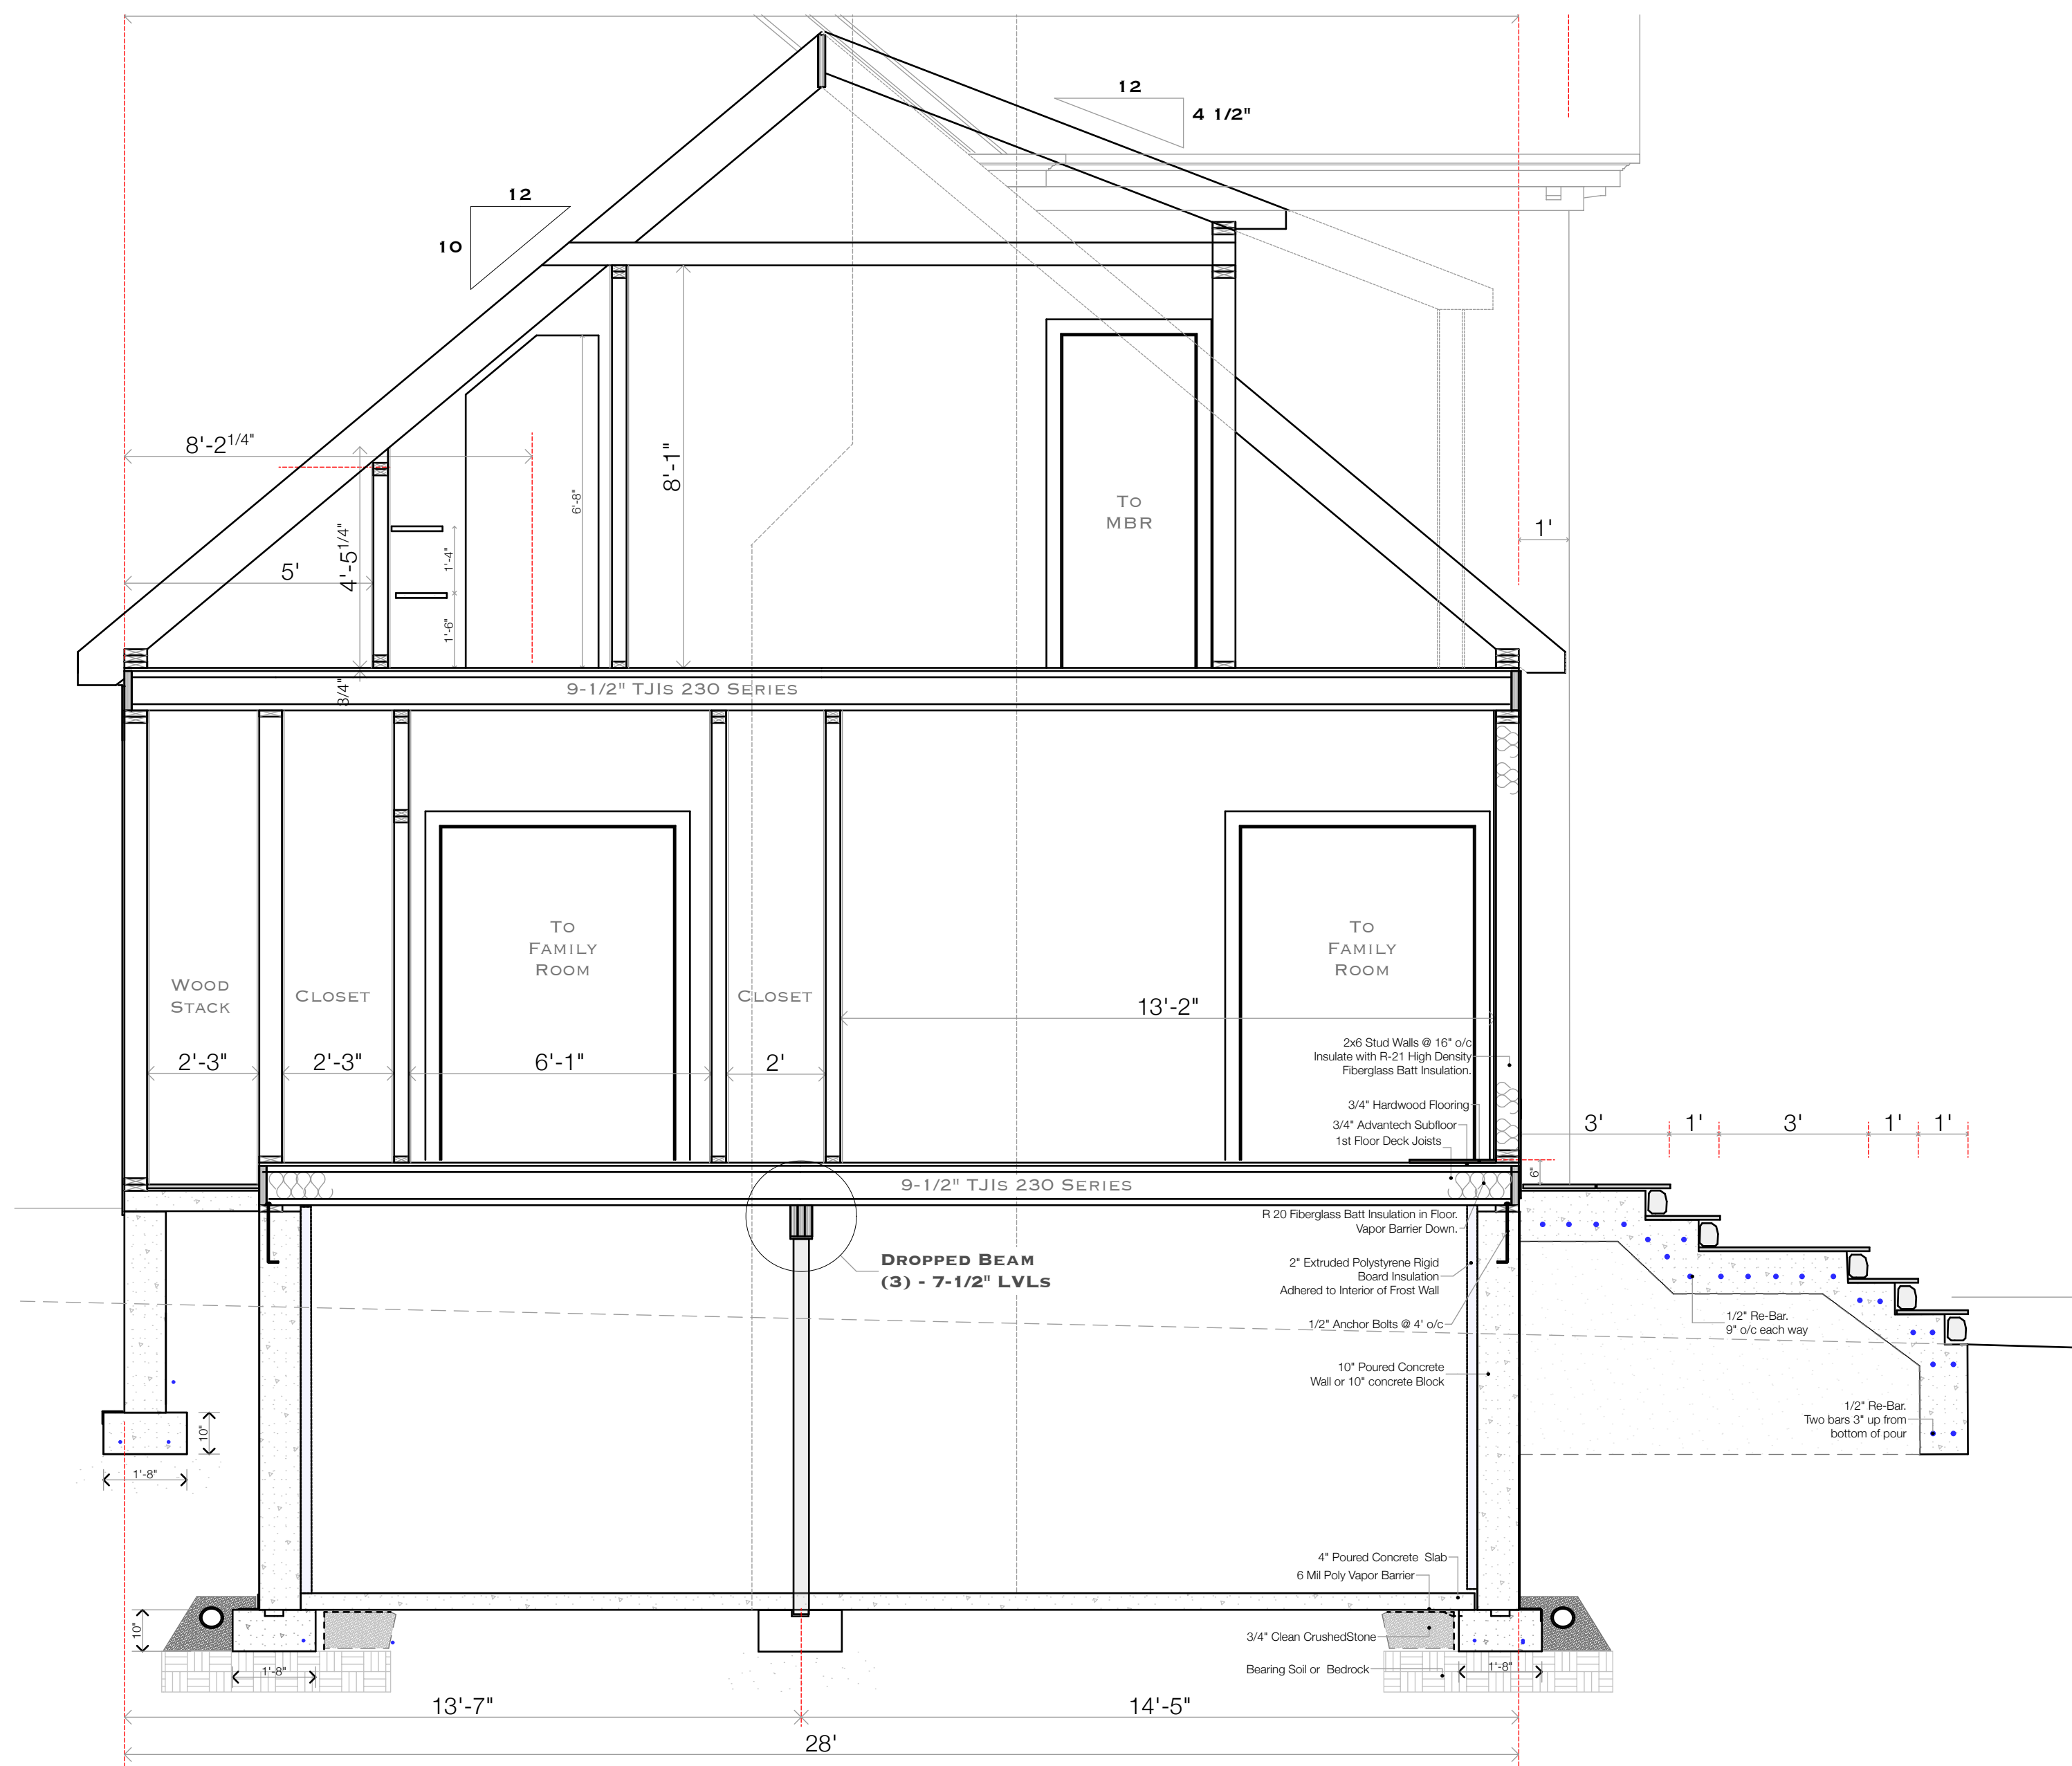 12
4 1/2"
12
10
8'-2 1/4"
8'-1"
6'-8"
To
MBR
1'
4'-5 1/4"
5'
1'-4"
1'-6"
3/4"
9-1/2" TJIs 230 Series
To
Family
Room
To
Family
Room
Wood
Stack
Closet
Closet
13'-2"
2'-3"
2'-3"
6'-1"
2'
2x6 Stud Walls @ 16" o/c
Insulate with R-21 High Density
Fiberglass Batt Insulation.
3/4" Hardwood Flooring
3/4" Advantech Subfloor
1st Floor Deck Joists
3'
1'
3'
1'
1'
6"
9-1/2" TJIs 230 Series
R 20 Fiberglass Batt Insulation in Floor.
Vapor Barrier Down.
Dropped Beam
(3) - 7-1/2" LVLs
2" Extruded Polystyrene Rigid
Board Insulation
Adhered to Interior of Frost Wall
1/2" Anchor Bolts @ 4' o/c
1/2" Re-Bar.
9" o/c each way
10" Poured Concrete
Wall or 10" concrete Block
1/2" Re-Bar.
Two bars 3" up from
bottom of pour
10"
1'-8"
4" Poured Concrete  Slab
6 Mil Poly Vapor Barrier
10"
3/4" Clean CrushedStone
Bearing Soil or  Bedrock
1'-8"
1'-8"
13'-7"
14'-5"
28'